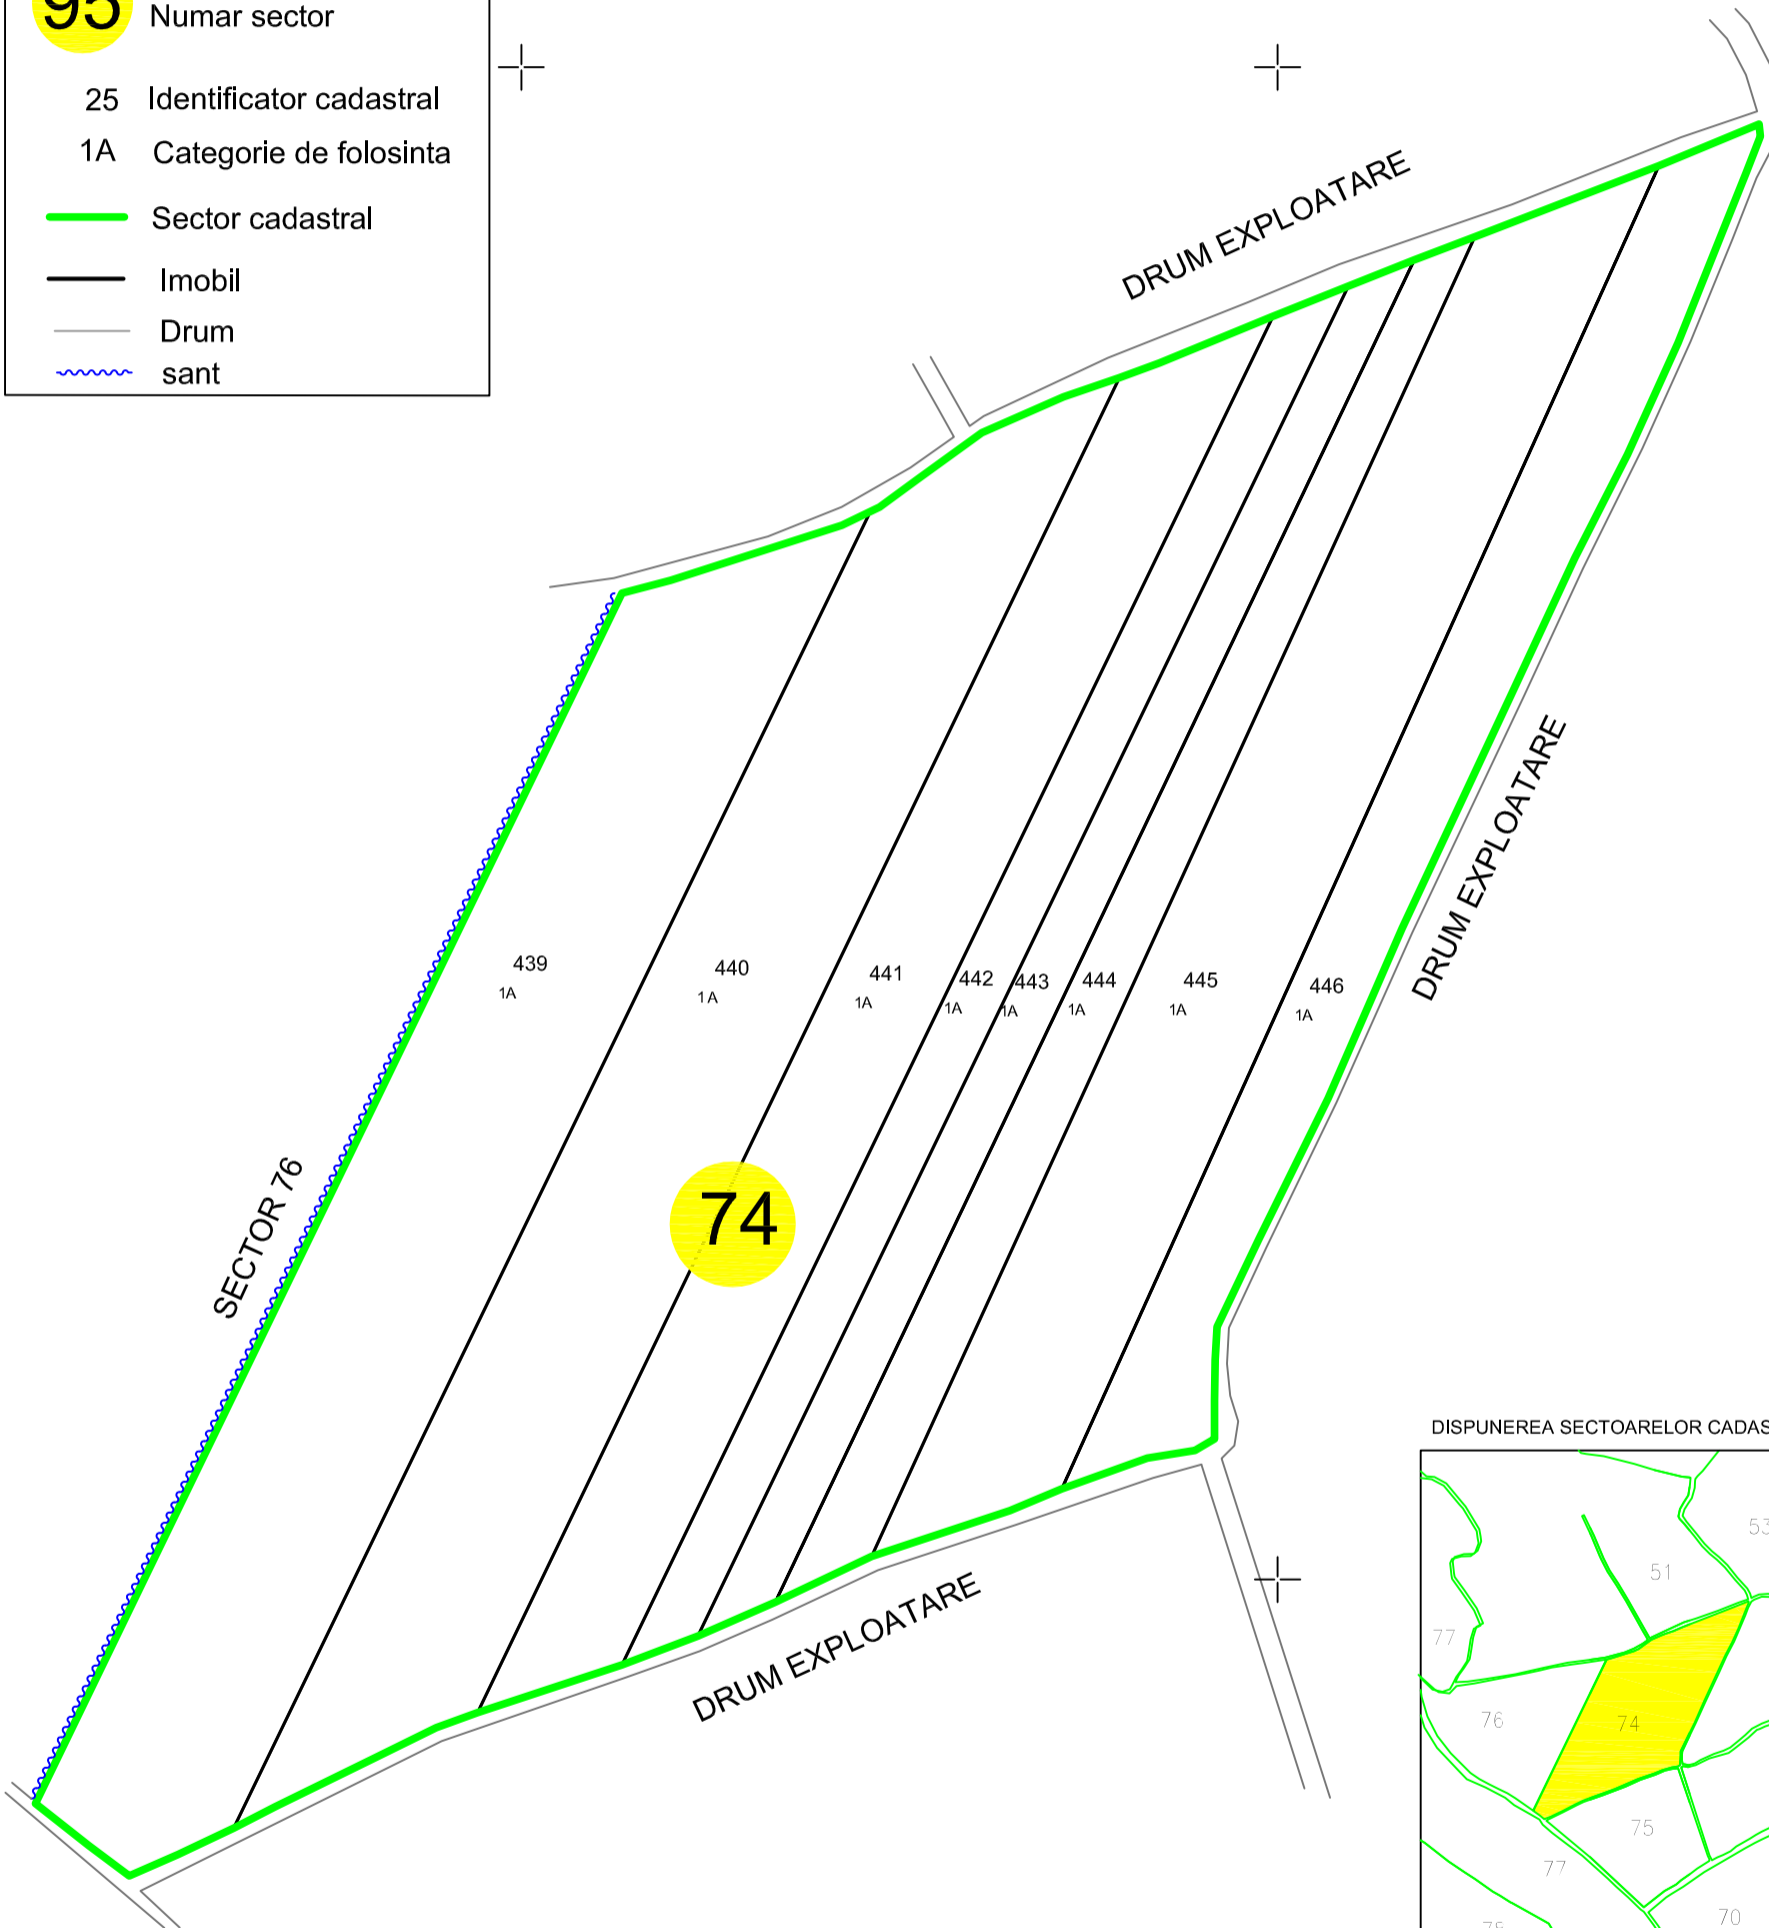 95 Numar sector
25 Identificator cadastral
1A Categorie de folosinta
Sector cadastral
Imobil
Drum
sant
DRUM EXPLOATARE
DRUM EXPLOATARE
439 440 441 442 443 444 445 446
1A 1A 1A 1A 1A 1A 1A 1A
SECTOR 76
74
DRUM EXPLOATARE
DISPUNEREA SECTOARELOR CADAS
53
51
77
76
74
75
77
70